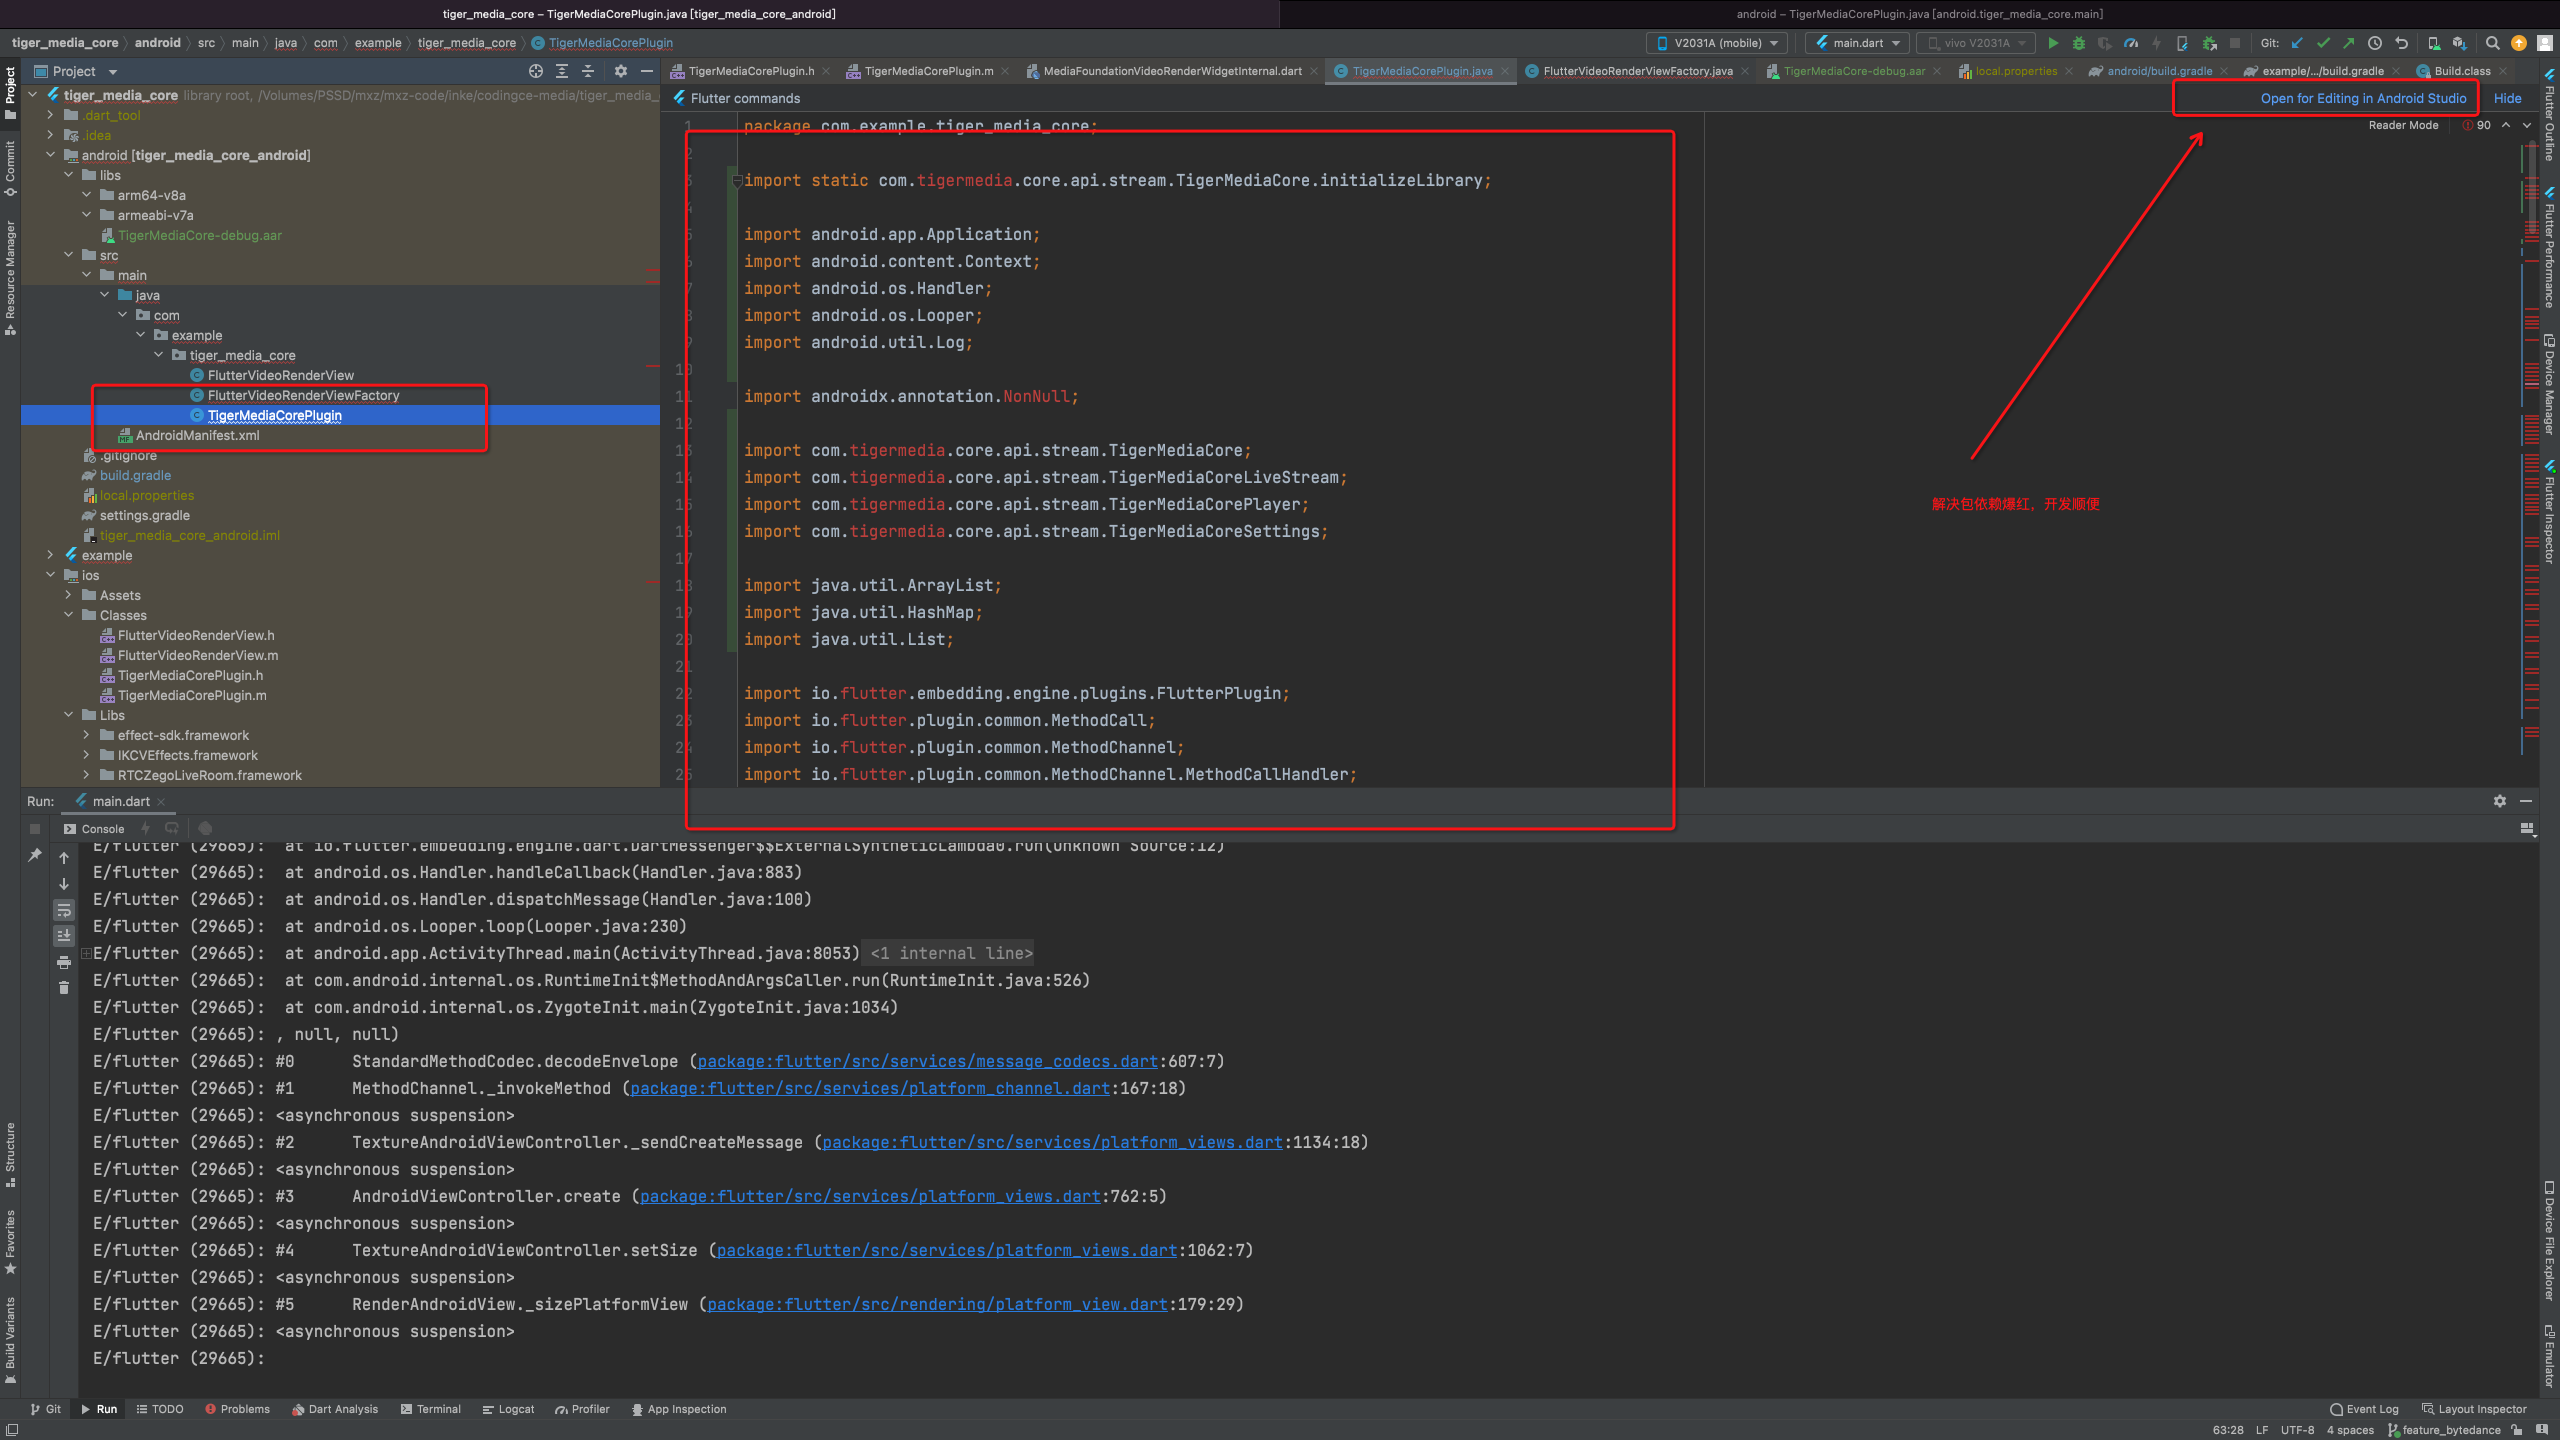 tiger_media_core – TigerMediaCorePlugin.java [tiger_media_core_android]
android – TigerMediaCorePlugin.java [android.tiger_media_core.main]
tiger_media_core android src main java com example tiger_media_core TigerMediaCorePlugin
V2031A (mobile) main.dart vivo V2031A Git:
Project
TigerMediaCorePlugin.h TigerMediaCorePlugin.m MediaFoundationVideoRenderWidgetInternal.dart TigerMediaCorePlugin.java FlutterVideoRenderViewFactory.java TigerMediaCore-debug.aar local.properties android/build.gradle example/.../build.gradle Build.class
Flutter commands
Open for Editing in Android Studio Hide
Reader Mode 90
tiger_media_core library root, /Volumes/PSSD/mxz/mxz-code/inke/codingce-media/tiger_media_
.dart_tool
.idea
android [tiger_media_core_android]
libs
arm64-v8a
armeabi-v7a
TigerMediaCore-debug.aar
src
main
java
com
example
tiger_media_core
FlutterVideoRenderView
FlutterVideoRenderViewFactory
TigerMediaCorePlugin
AndroidManifest.xml
.gitignore
build.gradle
local.properties
settings.gradle
tiger_media_core_android.iml
example
ios
Assets
Classes
FlutterVideoRenderView.h
FlutterVideoRenderView.m
TigerMediaCorePlugin.h
TigerMediaCorePlugin.m
Libs
effect-sdk.framework
IKCVEffects.framework
RTCZegoLiveRoom.framework
1 package com.example.tiger_media_core;
2
3 import static com.tigermedia.core.api.stream.TigerMediaCore.initializeLibrary;
4
5 import android.app.Application;
6 import android.content.Context;
7 import android.os.Handler;
8 import android.os.Looper;
9 import android.util.Log;
10
11 import androidx.annotation.NonNull;
12
13 import com.tigermedia.core.api.stream.TigerMediaCore;
14 import com.tigermedia.core.api.stream.TigerMediaCoreLiveStream;
15 import com.tigermedia.core.api.stream.TigerMediaCorePlayer;
16 import com.tigermedia.core.api.stream.TigerMediaCoreSettings;
17
18 import java.util.ArrayList;
19 import java.util.HashMap;
20 import java.util.List;
21
22 import io.flutter.embedding.engine.plugins.FlutterPlugin;
23 import io.flutter.plugin.common.MethodCall;
24 import io.flutter.plugin.common.MethodChannel;
25 import io.flutter.plugin.common.MethodChannel.MethodCallHandler;
解决包依赖爆红，开发顺便
Run: main.dart
Console
E/flutter (29665): at io.flutter.embedding.engine.dart.DartMessenger$$ExternalSyntheticLambda0.run(Unknown Source:12)
E/flutter (29665): at android.os.Handler.handleCallback(Handler.java:883)
E/flutter (29665): at android.os.Handler.dispatchMessage(Handler.java:100)
E/flutter (29665): at android.os.Looper.loop(Looper.java:230)
E/flutter (29665): at android.app.ActivityThread.main(ActivityThread.java:8053) <1 internal line>
E/flutter (29665): at com.android.internal.os.RuntimeInit$MethodAndArgsCaller.run(RuntimeInit.java:526)
E/flutter (29665): at com.android.internal.os.ZygoteInit.main(ZygoteInit.java:1034)
E/flutter (29665): , null, null)
E/flutter (29665): #0 StandardMethodCodec.decodeEnvelope (package:flutter/src/services/message_codecs.dart:607:7)
E/flutter (29665): #1 MethodChannel._invokeMethod (package:flutter/src/services/platform_channel.dart:167:18)
E/flutter (29665): <asynchronous suspension>
E/flutter (29665): #2 TextureAndroidViewController._sendCreateMessage (package:flutter/src/services/platform_views.dart:1134:18)
E/flutter (29665): <asynchronous suspension>
E/flutter (29665): #3 AndroidViewController.create (package:flutter/src/services/platform_views.dart:762:5)
E/flutter (29665): <asynchronous suspension>
E/flutter (29665): #4 TextureAndroidViewController.setSize (package:flutter/src/services/platform_views.dart:1062:7)
E/flutter (29665): <asynchronous suspension>
E/flutter (29665): #5 RenderAndroidView._sizePlatformView (package:flutter/src/rendering/platform_view.dart:179:29)
E/flutter (29665): <asynchronous suspension>
E/flutter (29665):
Project
Commit
Resource Manager
Structure
Favorites
Build Variants
Flutter Outline
Flutter Performance
Device Manager
Flutter Inspector
Device File Explorer
Emulator
Git Run TODO Problems Dart Analysis Terminal Logcat Profiler App Inspection Event Log Layout Inspector
63:28 LF UTF-8 4 spaces feature_bytedance